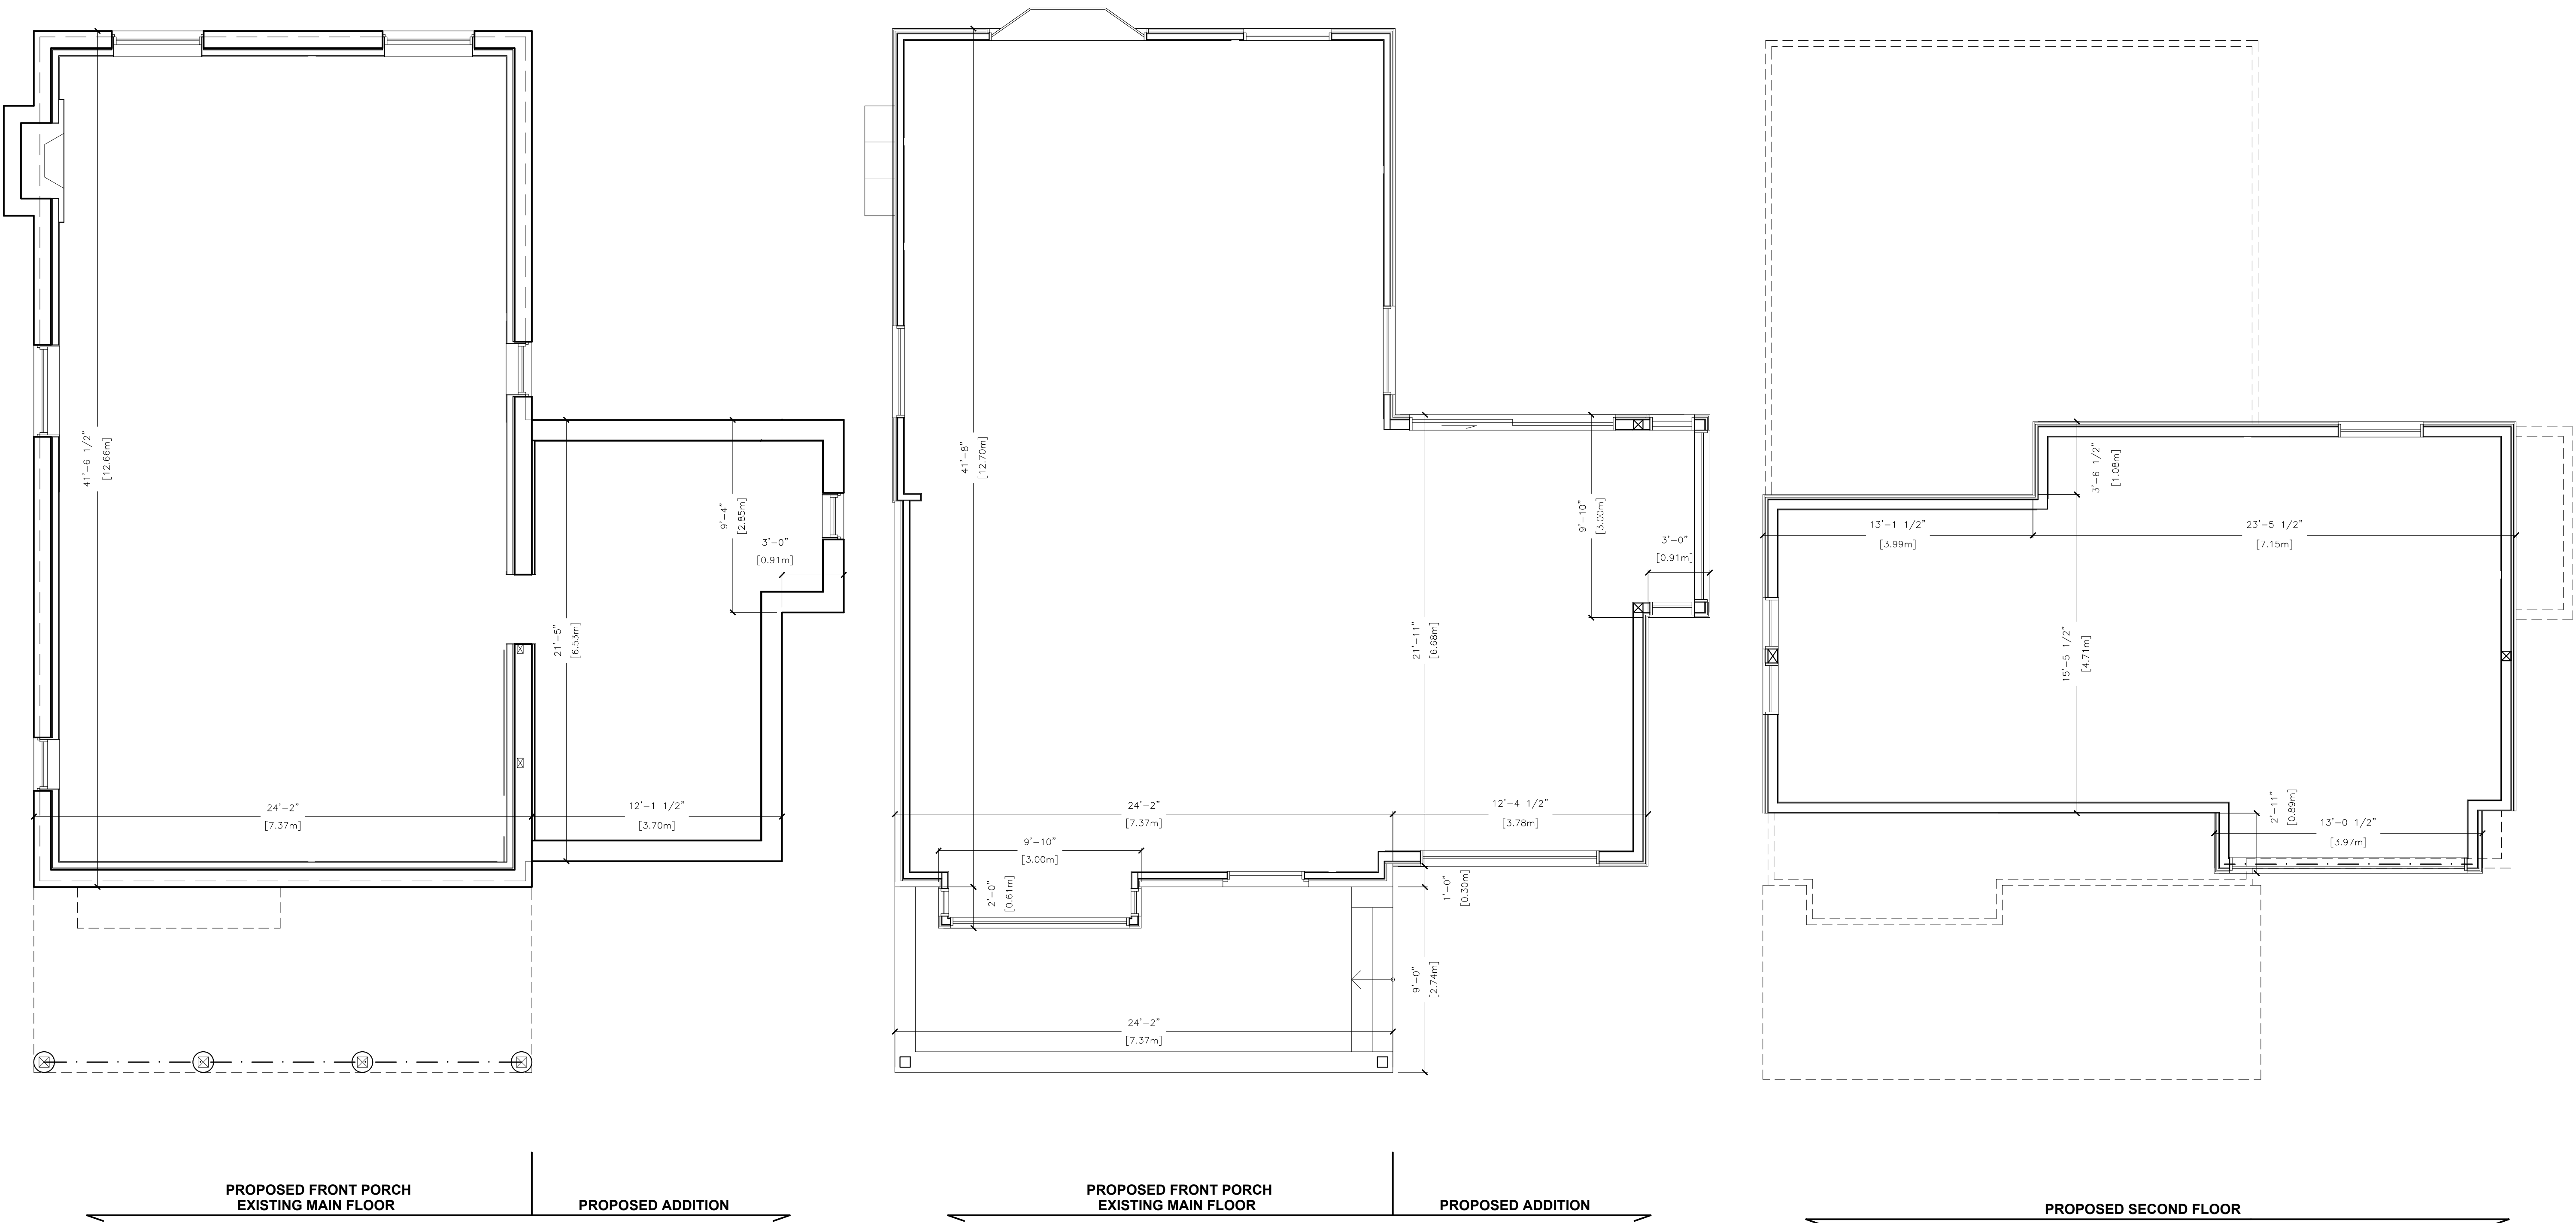 41'-6 1/2"
[12.66m]
24'-2"
[7.37m]
12'-1 1/2"
[3.70m]
21'-5"
[6.53m]
9'-4"
[2.85m]
3'-0"
[0.91m]
PROPOSED FRONT PORCH
EXISTING MAIN FLOOR
PROPOSED ADDITION
41'-8"
[12.70m]
24'-2"
[7.37m]
12'-4 1/2"
[3.78m]
21'-11"
[6.68m]
9'-10"
[3.00m]
3'-0"
[0.91m]
9'-10"
[3.00m]
2'-0"
[0.61m]
1'-0"
[0.30m]
9'-0"
[2.74m]
24'-2"
[7.37m]
PROPOSED FRONT PORCH
EXISTING MAIN FLOOR
PROPOSED ADDITION
3'-6 1/2"
[1.08m]
13'-1 1/2"
[3.99m]
23'-5 1/2"
[7.15m]
15'-5 1/2"
[4.71m]
2'-11"
[0.89m]
13'-0 1/2"
[3.97m]
PROPOSED SECOND FLOOR